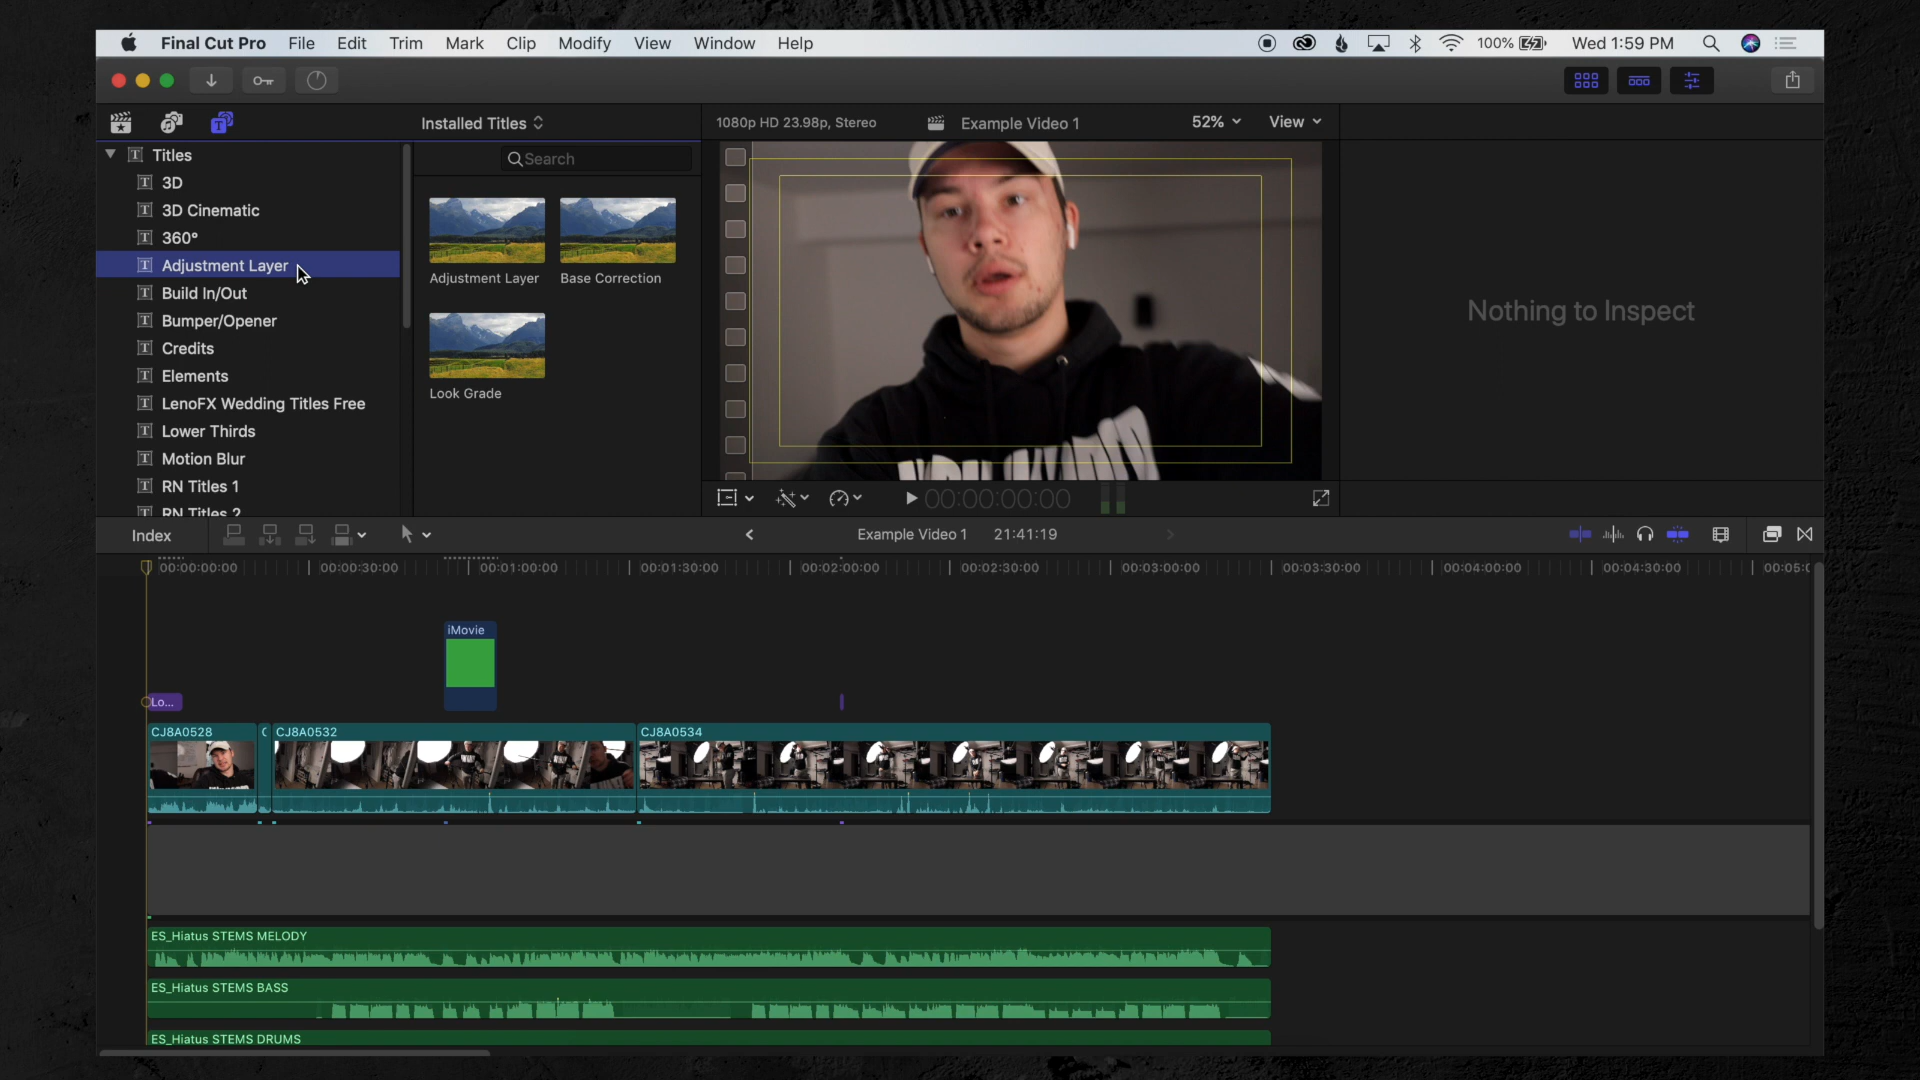 Final Cut Pro File Edit Trim Mark Clip Modify View Window Help 100% Wed 1:59 PM
Installed Titles
1080p HD 23.98p, Stereo Example Video 1 52% View
Titles
Search
3D
3D Cinematic
360°
Adjustment Layer
Build In/Out
Bumper/Opener
Credits
Elements
LenoFX Wedding Titles Free
Lower Thirds
Motion Blur
RN Titles 1
RN Titles 2
Adjustment Layer
Base Correction
Look Grade
Nothing to Inspect
00:00:00:00
Index Example Video 1 21:41:19
00:00:00:00 00:00:30:00 00:01:00:00 00:01:30:00 00:02:00:00 00:02:30:00 00:03:00:00 00:03:30:00 00:04:00:00 00:04:30:00 00:05:0
iMovie
Lo...
CJ8A0528 C CJ8A0532 CJ8A0534
ES_Hiatus STEMS MELODY
ES_Hiatus STEMS BASS
ES_Hiatus STEMS DRUMS